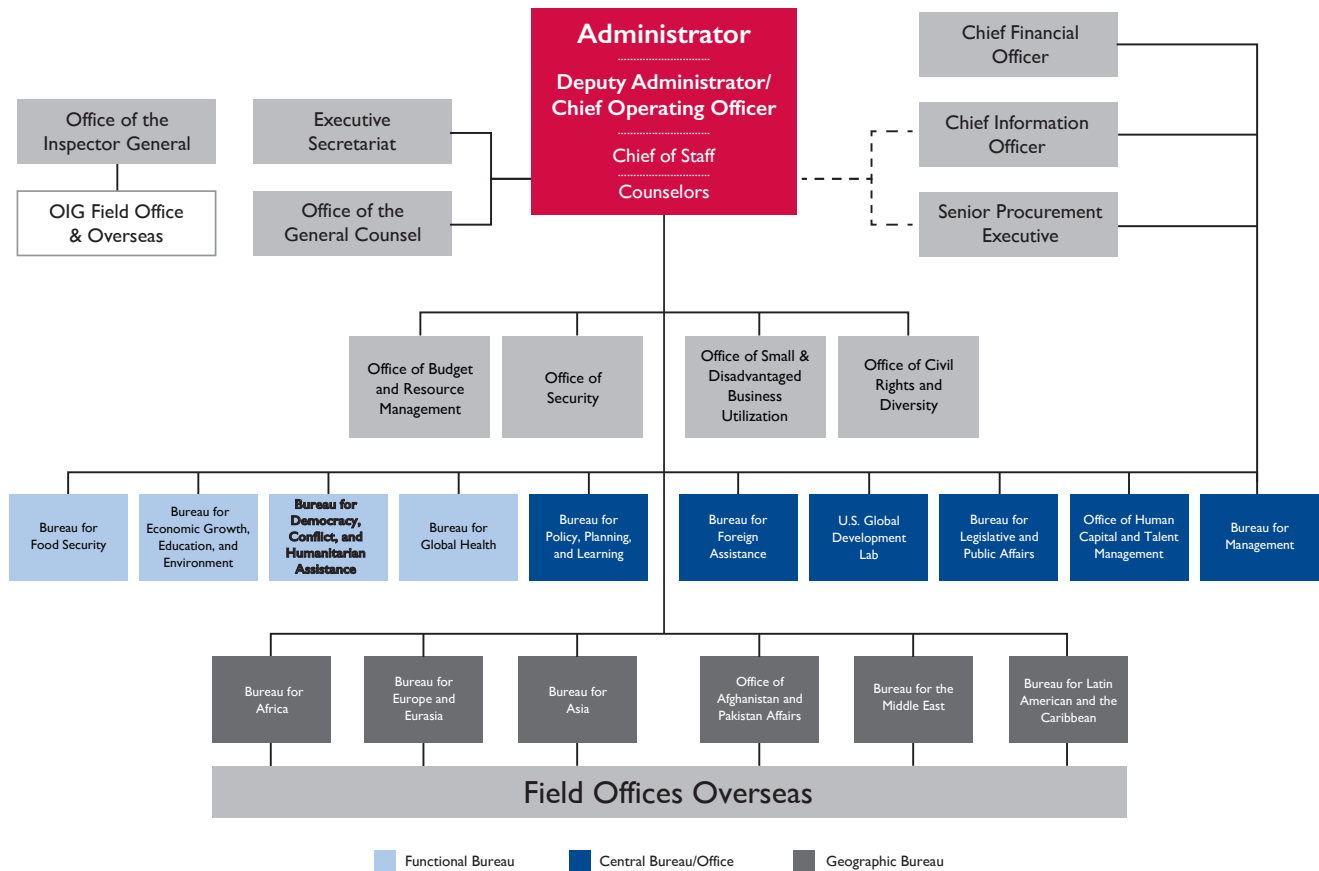 Administrator
Deputy Administrator/
Chief Operating Officer
Chief of Staff
Counselors
Chief Financial
Officer
Office of the
Inspector General
Executive
Secretariat
Chief Information
Officer
OIG Field Office
& Overseas
Office of the
General Counsel
Senior Procurement
Executive
Office of Budget
and Resource
Management
Office of
Security
Office of Small &
Disadvantaged
Business
Utilization
Office of Civil
Rights and
Diversity
Bureau for
Food Security
Bureau for
Economic Growth,
Education, and
Environment
Bureau for
Democracy,
Conflict, and
Humanitarian
Assistance
Bureau for
Global Health
Bureau for
Policy, Planning,
and Learning
Bureau for
Foreign
Assistance
U.S. Global
Development
Lab
Bureau for
Legislative and
Public Affairs
Office of Human
Capital and Talent
Management
Bureau for
Management
Bureau for
Africa
Bureau for
Europe and
Eurasia
Bureau for
Asia
Office of
Afghanistan and
Pakistan Affairs
Bureau for the
Middle East
Bureau for Latin
American and the
Caribbean
Field Offices Overseas
Functional Bureau
Central Bureau/Office
Geographic Bureau